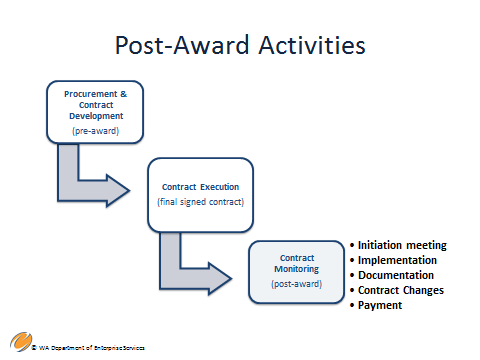 Post-Award Activities
Procurement &
Contract
Development
(pre-award)
Contract Execution
(final signed contract)
Contract
Monitoring
(post-award)
• Initiation meeting
• Implementation
• Documentation
• Contract Changes
• Payment
© WA Department of Enterprise Services